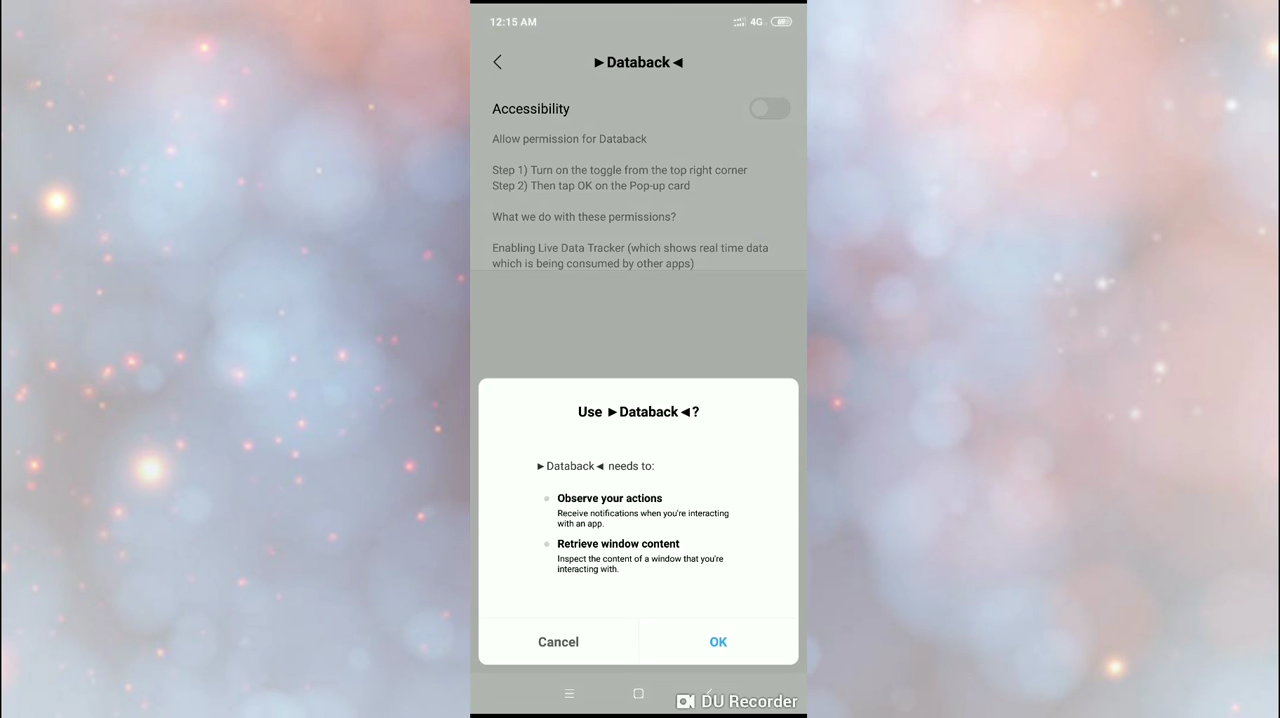 12:15 AM
4G
►Databack◄
Accessibility
Allow permission for Databack
Step 1) Turn on the toggle from the top right corner
Step 2) Then tap OK on the Pop-up card
What we do with these permissions?
Enabling Live Data Tracker (which shows real time data
which is being consumed by other apps)
Use ►Databack◄?
►Databack◄ needs to:
Observe your actions
Receive notifications when you're interacting
with an app.
Retrieve window content
Inspect the content of a window that you're
interacting with.
Cancel
OK
DU Recorder